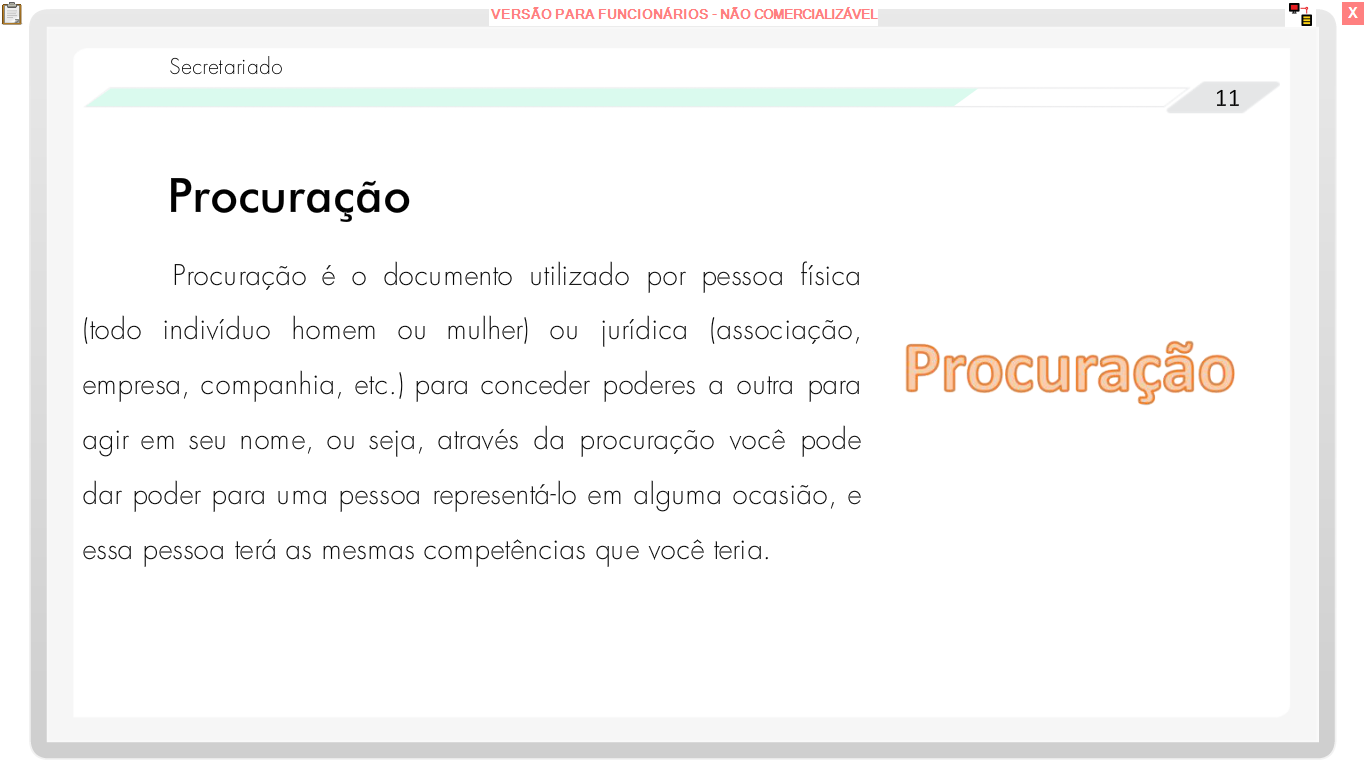 VERSÃO PARA FUNCIONÁRIOS - NÃO COMERCIALIZÁVEL
X
Secretariado
11
Procuração
Procuração é o documento utilizado por pessoa física
(todo indivíduo homem ou mulher) ou jurídica (associação,
empresa, companhia, etc.) para conceder poderes a outra para
agir em seu nome, ou seja, através da procuração você pode
dar poder para uma pessoa representá-lo em alguma ocasião, e
essa pessoa terá as mesmas competências que você teria.
Procuração